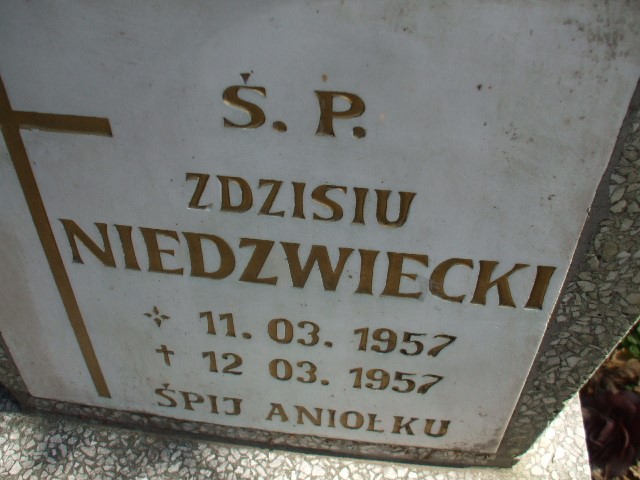 Ś. P.
ZDZISIU
NIEDZWIECKI
11. 03. 1957
✝ 12 03. 1957
ŚPIJ ANIOŁKU